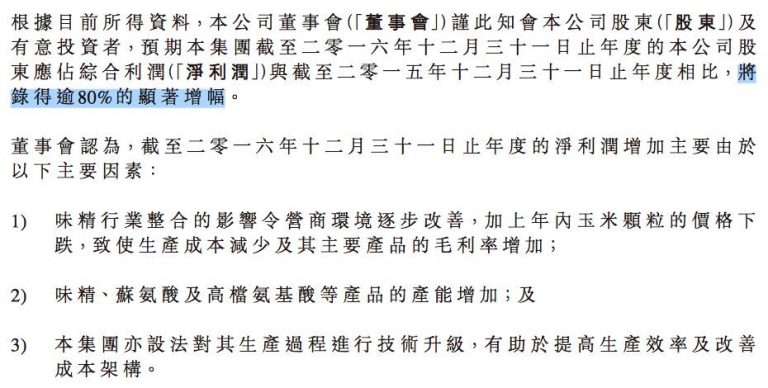 根據目前所得資料，本公司董事會(「董事會」)謹此知會本公司股東(「股東」)及
有意投資者，預期本集團截至二零一六年十二月三十一日止年度的本公司股
東應佔綜合利潤(「淨利潤」)與截至二零一五年十二月三十一日止年度相比，將
錄得逾80%的顯著增幅。
董事會認為，截至二零一六年十二月三十一日止年度的淨利潤增加主要由於
以下主要因素：
1) 味精行業整合的影響令營商環境逐步改善，加上年內玉米顆粒的價格下
跌，致使生產成本減少及其主要產品的毛利率增加；
2) 味精、蘇氨酸及高檔氨基酸等產品的產能增加；及
3) 本集團亦設法對其生產過程進行技術升級，有助於提高生產效率及改善
成本架構。